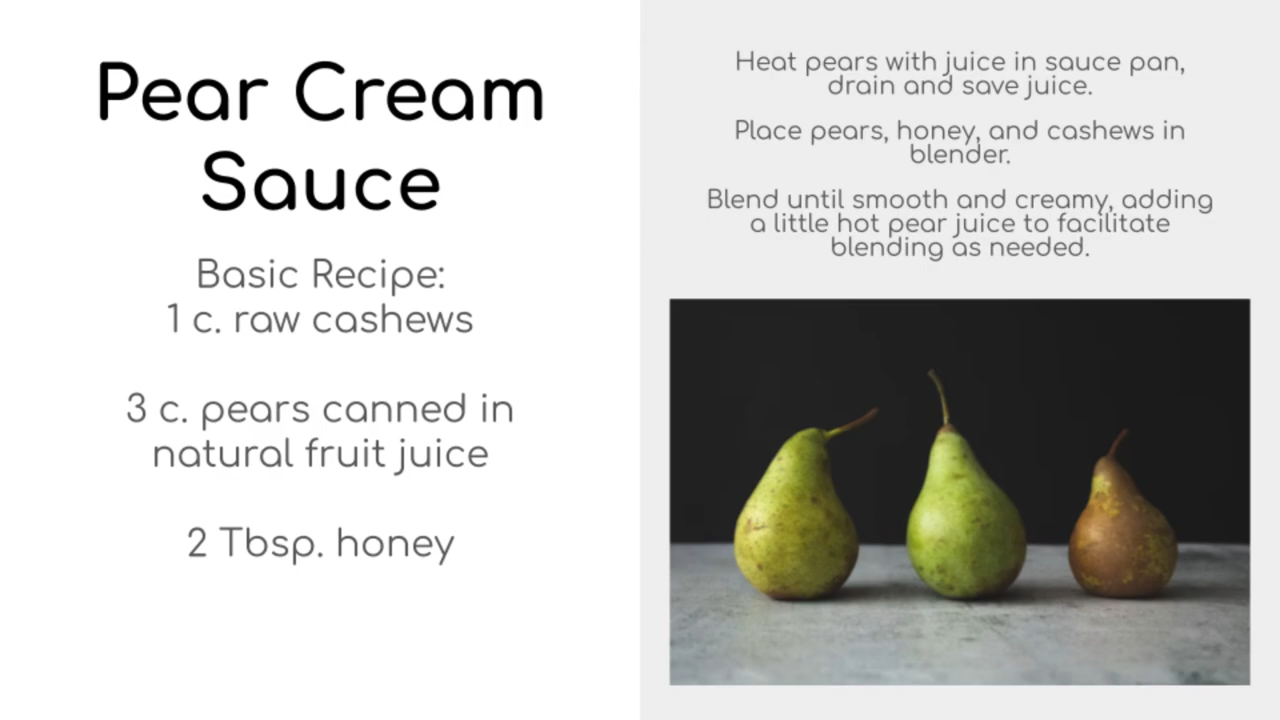 Pear Cream
Sauce
Basic Recipe:
1 c. raw cashews
3 c. pears canned in
natural fruit juice
2 Tbsp. honey
Heat pears with juice in sauce pan,
drain and save juice.
Place pears, honey, and cashews in
blender.
Blend until smooth and creamy, adding
a little hot pear juice to facilitate
blending as needed.